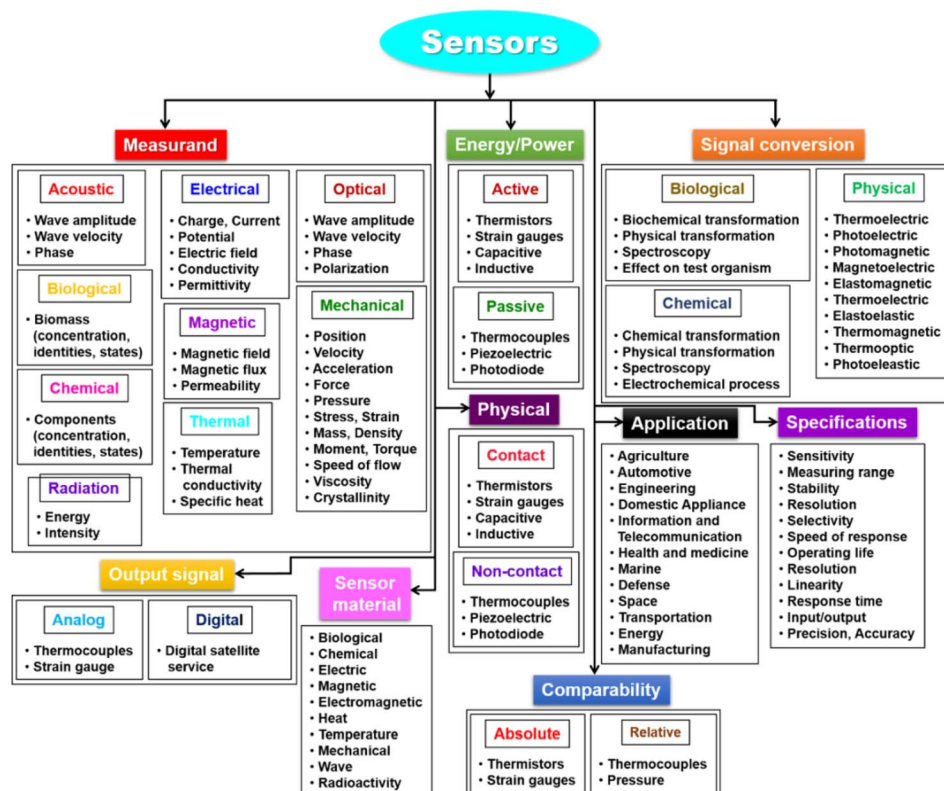 Sensors
Measurand
Acoustic
• Wave amplitude
• Wave velocity
• Phase
Biological
• Biomass
(concentration,
identities, states)
Chemical
• Components
(concentration,
identities, states)
Radiation
• Energy
• Intensity
Electrical
• Charge, Current
• Potential
• Electric field
• Conductivity
• Permittivity
Magnetic
• Magnetic field
• Magnetic flux
• Permeability
Thermal
• Temperature
• Thermal
conductivity
• Specific heat
Optical
• Wave amplitude
• Wave velocity
• Phase
• Polarization
Mechanical
• Position
• Velocity
• Acceleration
• Force
• Pressure
• Stress, Strain
• Mass, Density
• Moment, Torque
• Speed of flow
• Viscosity
• Crystallinity
Energy/Power
Active
• Thermistors
• Strain gauges
• Capacitive
• Inductive
Passive
• Thermocouples
• Piezoelectric
• Photodiode
Signal conversion
Biological
• Biochemical transformation
• Physical transformation
• Spectroscopy
• Effect on test organism
Chemical
• Chemical transformation
• Physical transformation
• Spectroscopy
• Electrochemical process
Physical
• Thermoelectric
• Photoelectric
• Photomagnetic
• Magnetoelectric
• Elastomagnetic
• Thermoelectric
• Elastoelastic
• Thermomagnetic
• Thermooptic
• Photoeleastic
Physical
Contact
• Thermistors
• Strain gauges
• Capacitive
• Inductive
Non-contact
• Thermocouples
• Piezoelectric
• Photodiode
Application
• Agriculture
• Automotive
• Engineering
• Domestic Appliance
• Information and
Telecommunication
• Health and medicine
• Marine
• Defense
• Space
• Transportation
• Energy
• Manufacturing
Specifications
• Sensitivity
• Measuring range
• Stability
• Resolution
• Selectivity
• Speed of response
• Operating life
• Resolution
• Linearity
• Response time
• Input/output
• Precision, Accuracy
Output signal
Analog
• Thermocouples
• Strain gauge
Digital
• Digital satellite
service
Sensor
material
• Biological
• Chemical
• Electric
• Magnetic
• Electromagnetic
• Heat
• Temperature
• Mechanical
• Wave
• Radioactivity
Comparability
Absolute
• Thermistors
• Strain gauges
Relative
• Thermocouples
• Pressure